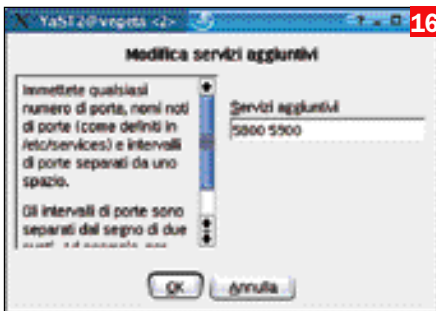 YaST2@vegeta <2>
16
Modifica servizi aggiuntivi
Immettete qualsiasi
numero di porta, nomi noti
di porte (come definiti in
/etc/services) e intervalli
di porte separati da uno
spazio.
Gli intervalli di porte sono
separati dal segno di due
Servizi aggiuntivi
5800 5900
OK
Annulla